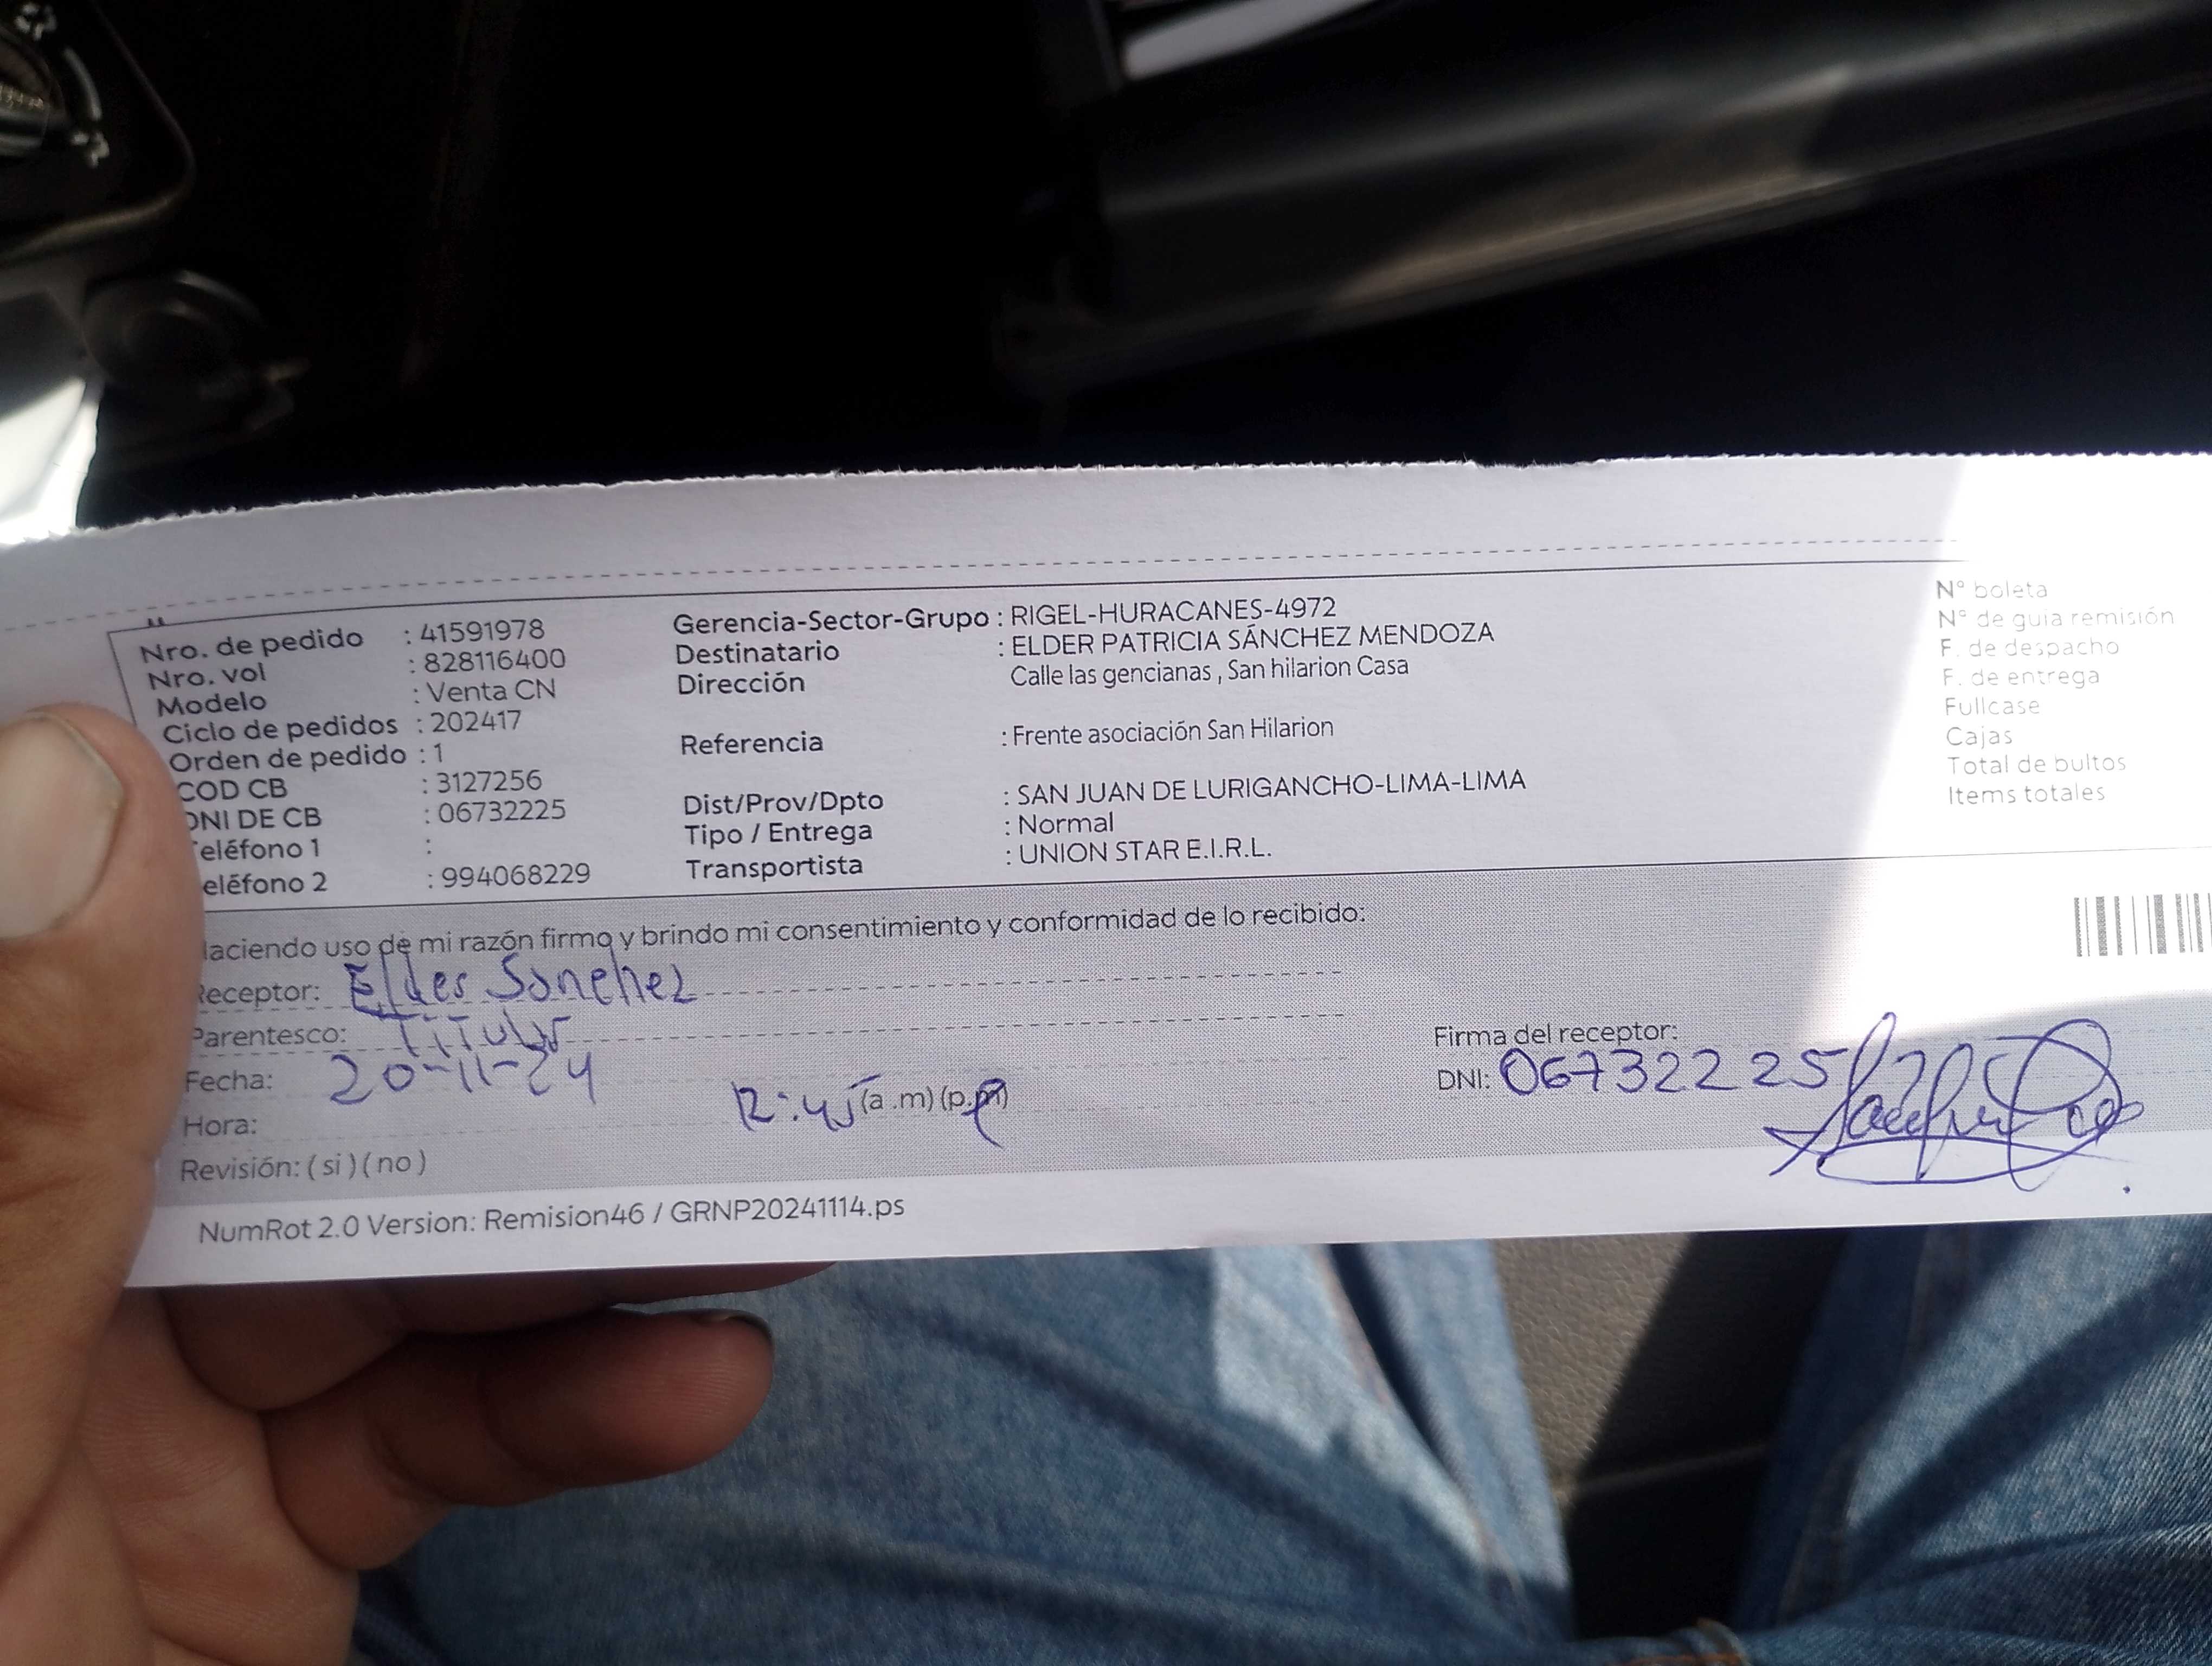 Nro. de pedido : 41591978
Nro. vol : 828116400
Modelo : Venta CN
Ciclo de pedidos : 202417
Orden de pedido : 1
COD CB : 3127256
DNI DE CB : 06732225
eléfono 1 :
eléfono 2 : 994068229
Gerencia-Sector-Grupo : RIGEL-HURACANES-4972
Destinatario : ELDER PATRICIA SÁNCHEZ MENDOZA
Dirección Calle las gencianas , San hilarion Casa
Referencia : Frente asociación San Hilarion
Dist/Prov/Dpto : SAN JUAN DE LURIGANCHO-LIMA-LIMA
Tipo / Entrega : Normal
Transportista : UNION STAR E.I.R.L.
N° boleta
N° de guia remisión
F. de despacho
F. de entrega
Fullcase
Cajas
Total de bultos
Items totales
Haciendo uso de mi razón firmo y brindo mi consentimiento y conformidad de lo recibido:
Receptor: Elder Sanchez
Parentesco: Titular
Fecha: 20-11-24
Hora: 12:45 (a.m) (p.m)
Revisión: ( si ) ( no )
Firma del receptor:
DNI: 06732225
NumRot 2.0 Version: Remision46 / GRNP20241114.ps